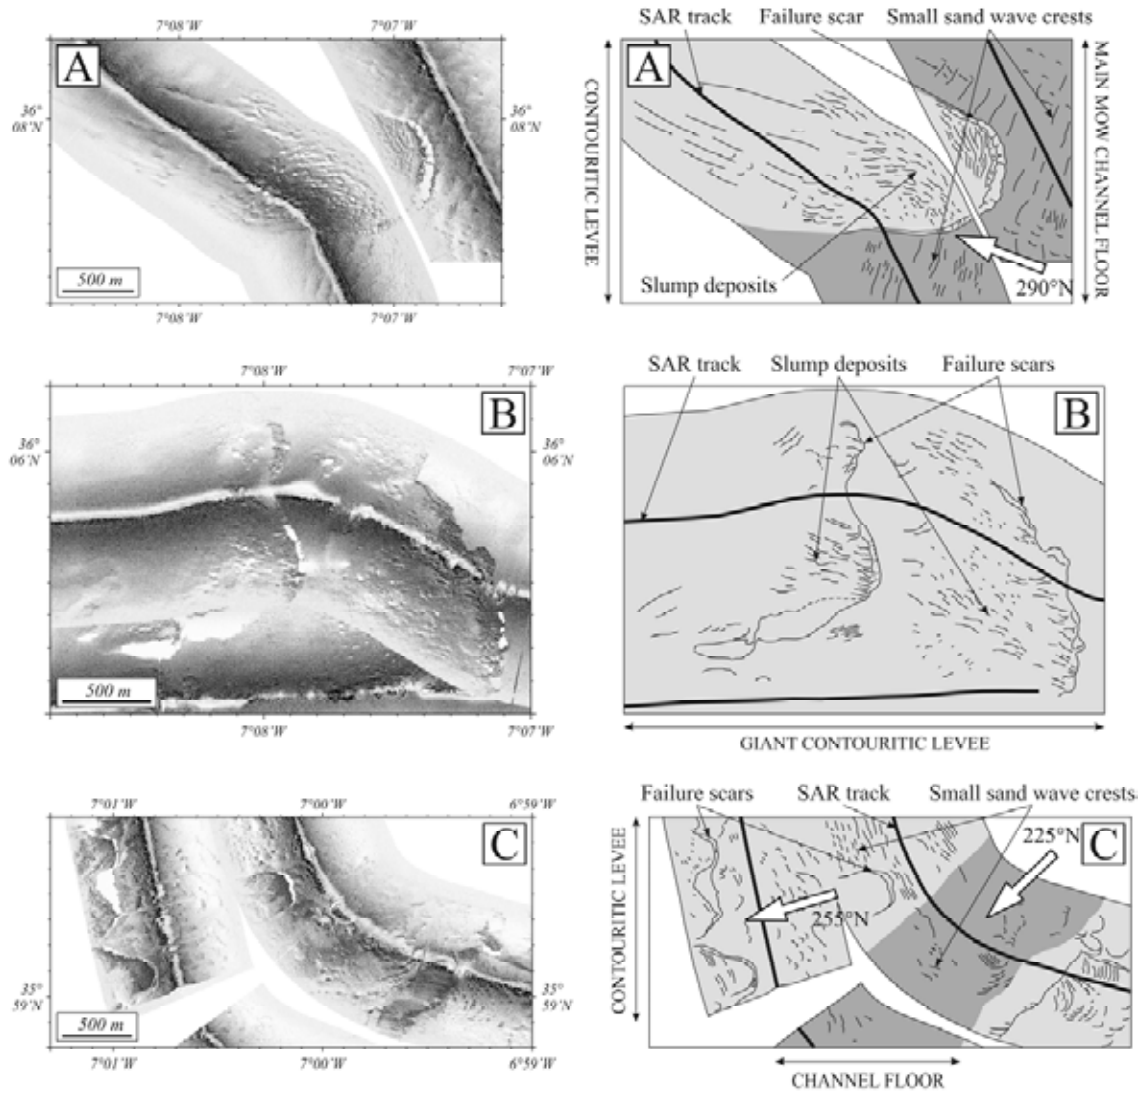 7°08'W 7°07'W
SAR track Failure scar Small sand wave crests
A
A
36°
08'N
36°
08'N
CONTOURITIC LEVEE
MAIN MOW CHANNEL FLOOR
500 m
Slump deposits
290°N
7°08'W 7°07'W
7°08'W 7°07'W
SAR track Slump deposits Failure scars
B
B
36°
06'N
36°
06'N
500 m
7°08'W 7°07'W
GIANT CONTOURITIC LEVEE
7°01'W 7°00'W 6°59'W
Failure scars SAR track Small sand wave crests
C
C
225°N
255°N
CONTOURITIC LEVEE
35°
59'N
35°
59'N
500 m
7°01'W 7°00'W 6°59'W
CHANNEL FLOOR